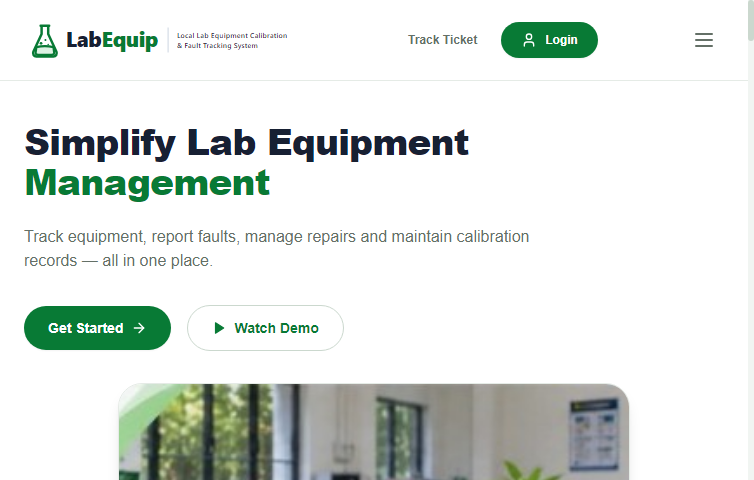 LabEquip
Local Lab Equipment Calibration
& Fault Tracking System
Track Ticket
Login
Simplify Lab Equipment
Management
Track equipment, report faults, manage repairs and maintain calibration
records — all in one place.
Get Started
Watch Demo